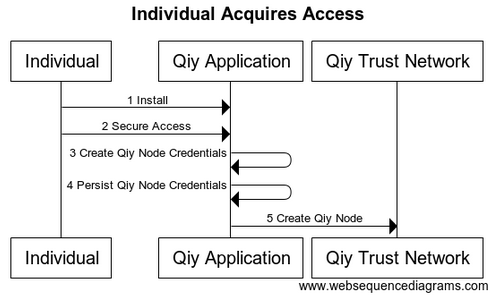 Individual Acquires Access
Individual
Qiy Application
Qiy Trust Network
1 Install
2 Secure Access
3 Create Qiy Node Credentials
4 Persist Qiy Node Credentials
5 Create Qiy Node
Individual
Qiy Application
Qiy Trust Network
www.websequencediagrams.com